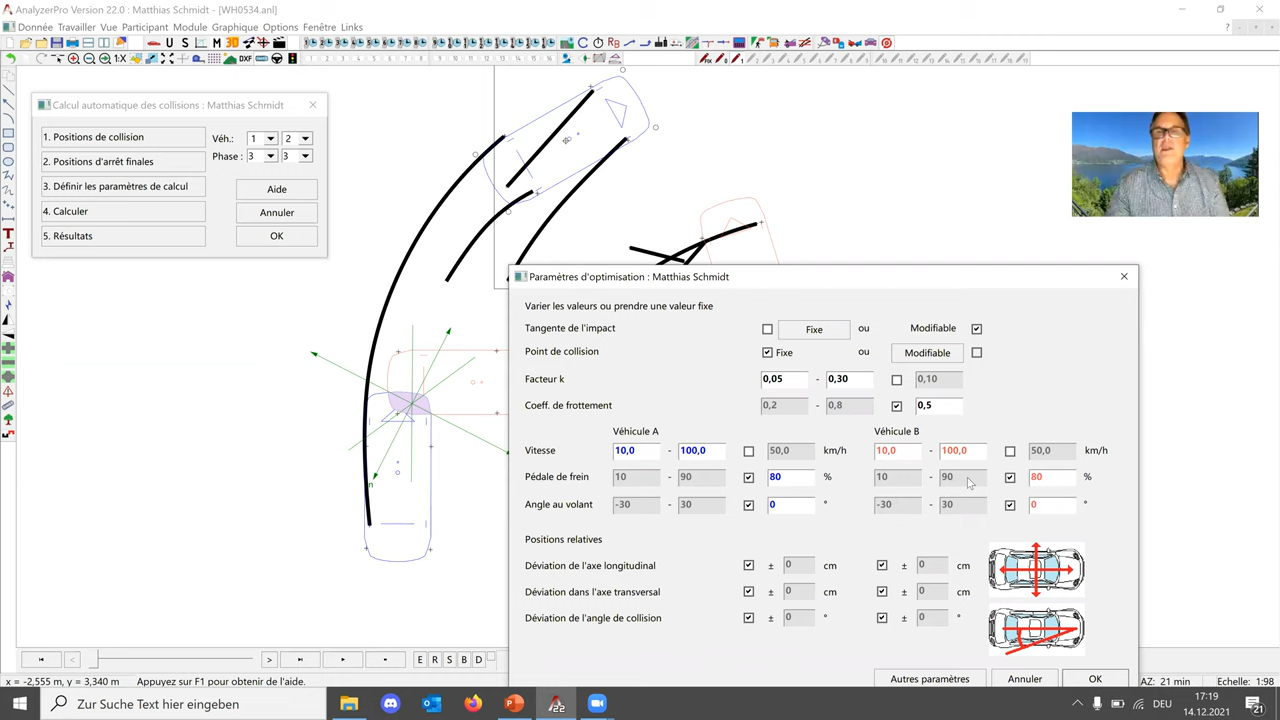 AnalyzerPro Version 22.0 : Matthias Schmidt - [WH0534.anl]
Donnée Travailler Vue Participant Module Graphique Options Fenêtre Links
U S M 3D R$
1:X DXF
Calcul automatique des collisions : Matthias Schmidt
1. Positions de collision
Véh.: 1 2
2. Positions d'arrêt finales
Phase : 3 3
3. Définir les paramètres de calcul
Aide
4. Calculer
Annuler
5. Résultats
OK
n
Paramètres d'optimisation : Matthias Schmidt
Varier les valeurs ou prendre une valeur fixe
Tangente de l'impact Fixe ou Modifiable
Point de collision Fixe ou Modifiable
Facteur k 0,05 - 0,30 0,10
Coeff. de frottement 0,2 - 0,8 0,5
Véhicule A Véhicule B
Vitesse 10,0 - 100,0 50,0 km/h 10,0 - 100,0 50,0 km/h
Pédale de frein 10 - 90 80 % 10 - 90 80 %
Angle au volant -30 - 30 0 ° -30 - 30 0 °
Positions relatives
Déviation de l'axe longitudinal ± 0 cm ± 0 cm
Déviation dans l'axe transversal ± 0 cm ± 0 cm
Déviation de l'angle de collision ± 0 ° ± 0 °
Autres paramètres Annuler OK
E R S B D
x = -2,555 m y = 3,340 m Appuyez sur F1 pour obtenir de l'aide.
AZ: 21 min Echelle: 1:98
Zur Suche Text hier eingeben
22
DEU
17:19
14.12.2021
21